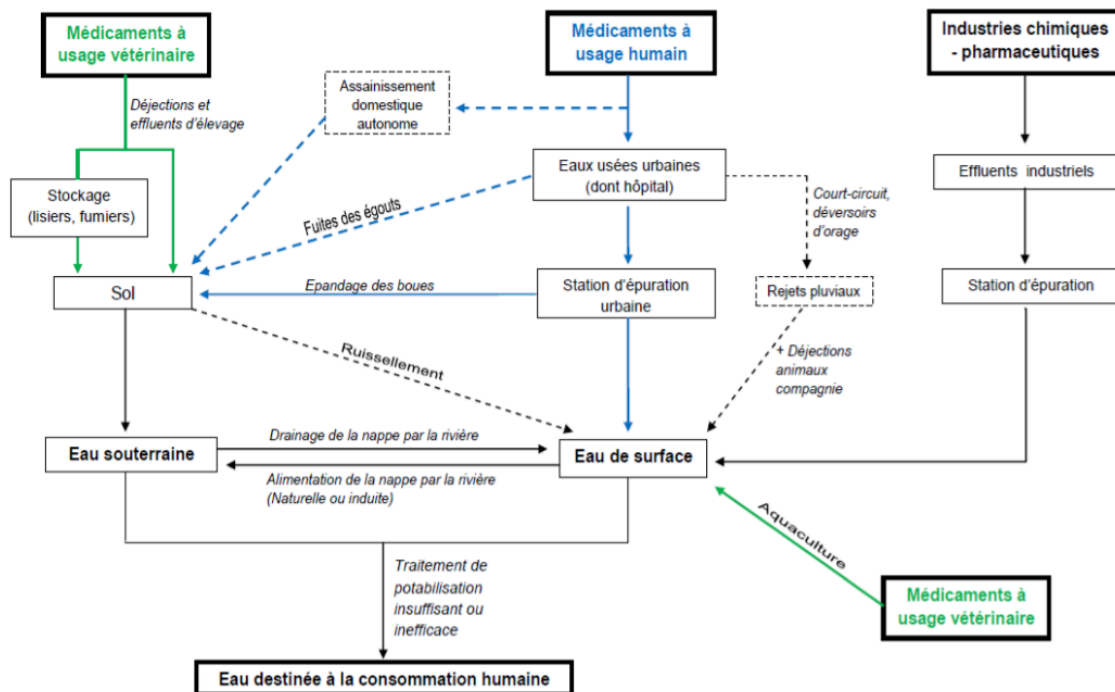 Médicaments à
usage vétérinaire
Médicaments à
usage humain
Industries chimiques
- pharmaceutiques
Déjections et
effluents d'élevage
Assainissement
domestique
autonome
Stockage
(lisiers, fumiers)
Eaux usées urbaines
(dont hôpital)
Effluents industriels
Court-circuit,
déversoirs
d'orage
Fuites des égouts
Sol
Epandage des boues
Station d'épuration
urbaine
Rejets pluviaux
Station d'épuration
Ruissellement
+ Déjections
animaux
compagnie
Eau souterraine
Drainage de la nappe par la rivière
Eau de surface
Alimentation de la nappe par la rivière
(Naturelle ou induite)
Aquaculture
Traitement de
potabilisation
insuffisant ou
inefficace
Médicaments à
usage vétérinaire
Eau destinée à la consommation humaine